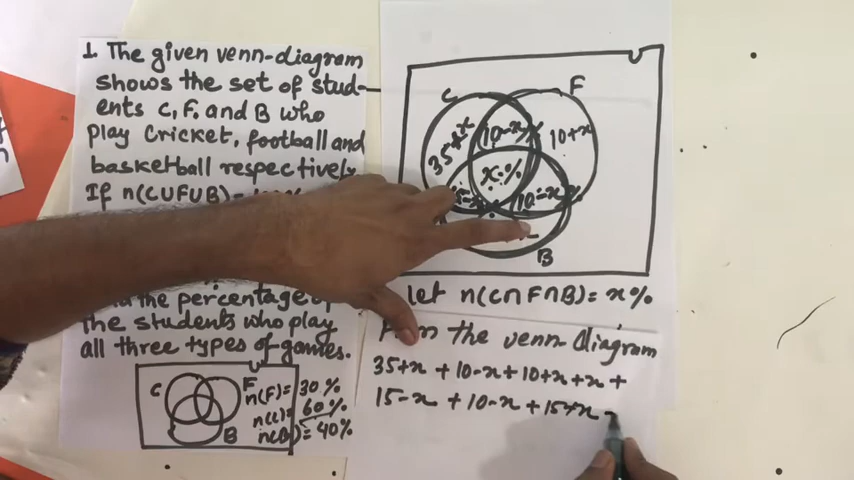 1. The given venn-diagram
shows the set of stud-
ents C, F, and B who
play Cricket, football and
basketball respectively.
If n(C∪F∪B)=
the percentage of
the students who play
all three types of games.
C
F
B
n(F)= 30%
n(C)= 60%
n(B)= 40%
C
F
35+x
10-x%
10+x
x%
10-x%
B
let n(C∩F∩B)=x%
From the venn-diagram
35+x + 10-x+10+x+x+
15-x +10-x+15+x